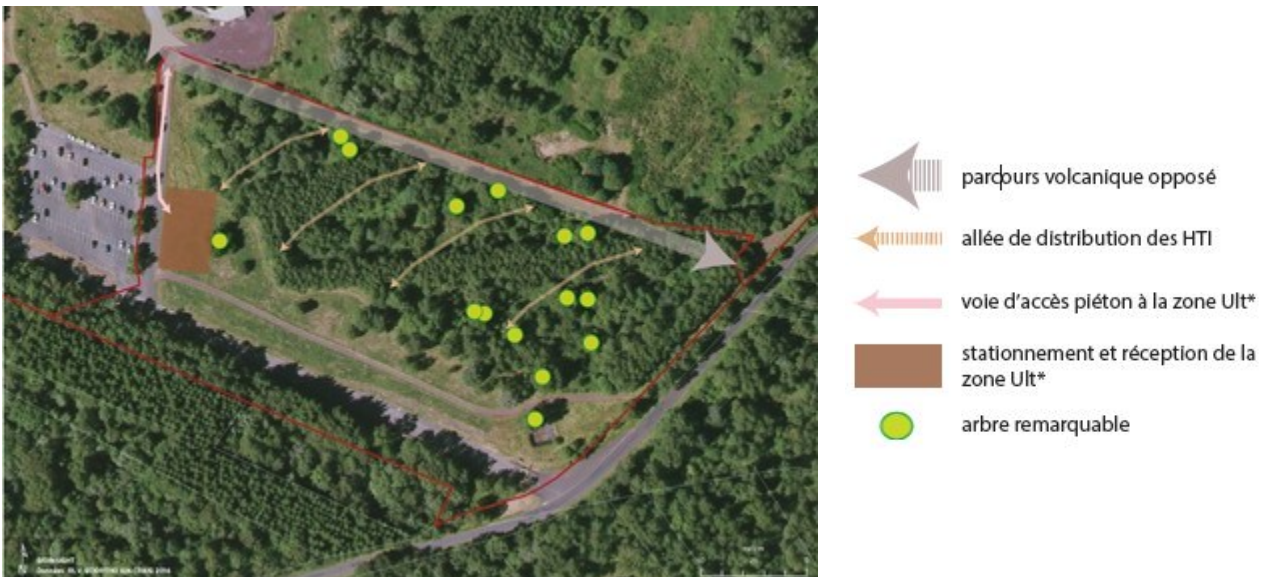 parcours volcanique opposé
allée de distribution des HTI
voie d'accès piéton à la zone Ult*
stationnement et réception de la
zone Ult*
arbre remarquable
N